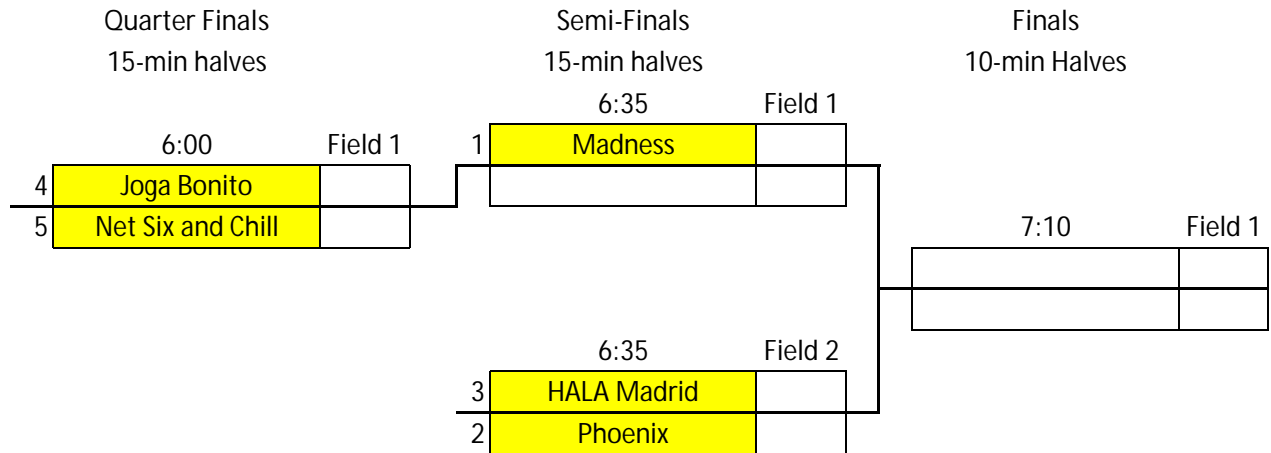 Quarter Finals Semi-Finals Finals
15-min halves 15-min halves 10-min Halves
6:35 Field 1
6:00 Field 1 1 Madness
4 Joga Bonito
5 Net Six and Chill 7:10 Field 1
6:35 Field 2
3 HALA Madrid
2 Phoenix